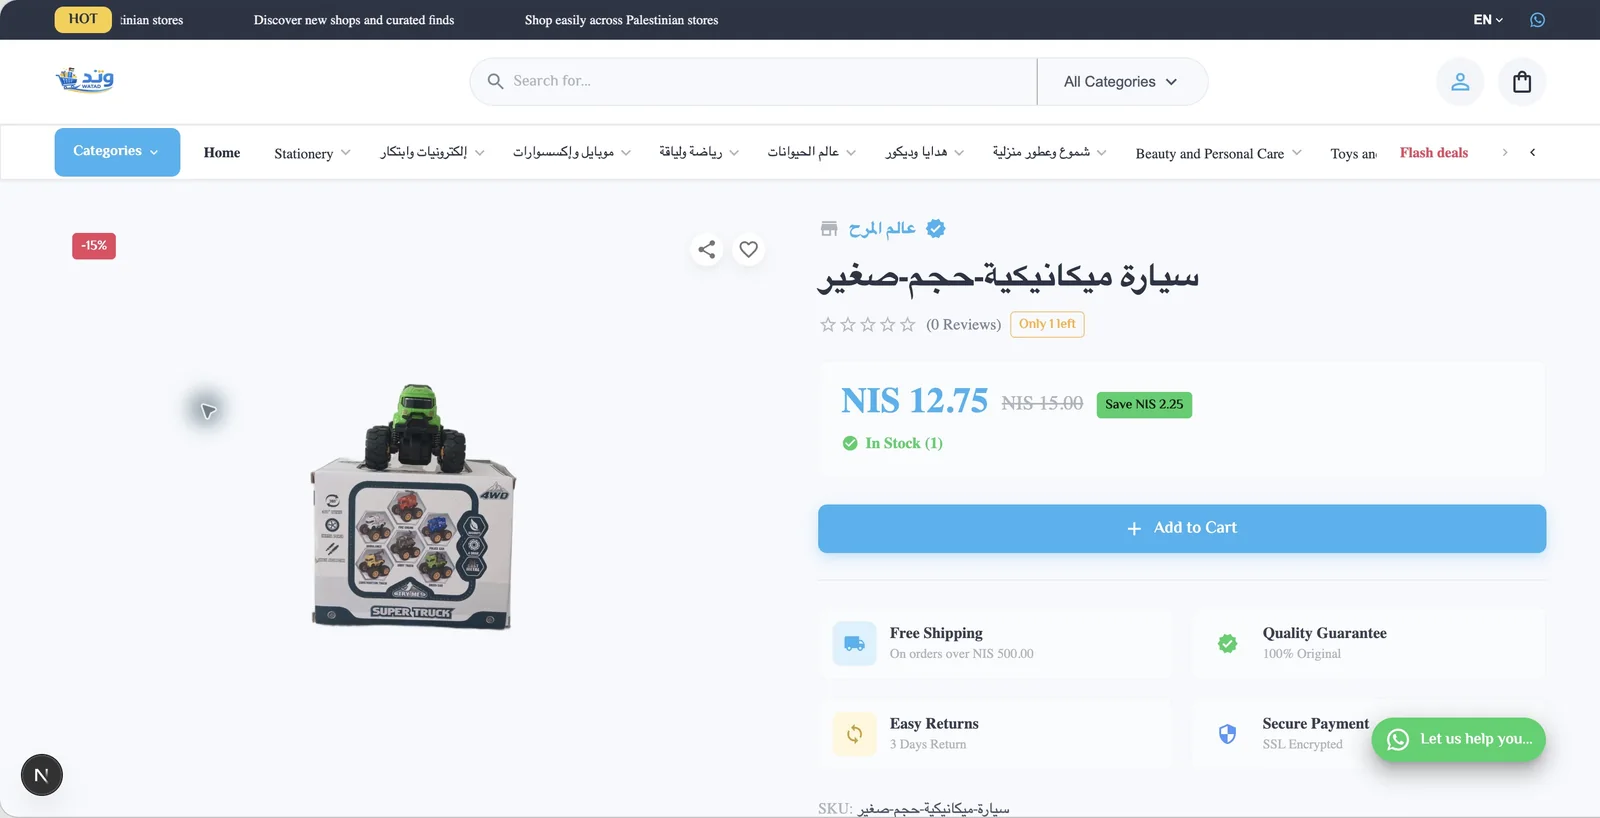 HOT
inian stores
Discover new shops and curated finds
Shop easily across Palestinian stores
EN
وتد
WATAD
Search for...
All Categories
Categories
Home
Stationery
إلكترونيات وابتكار
موبايل وإكسسوارات
رياضة ولياقة
عالم الحيوانات
هدايا وديكور
شموع وعطور منزلية
Beauty and Personal Care
Toys an
Flash deals
-15%
عالم المرح
سيارة ميكانيكية-حجم-صغير
(0 Reviews)
Only 1 left
NIS 12.75
NIS 15.00
Save NIS 2.25
In Stock (1)
4WD
TRY ME!
SUPER TRUCK
Add to Cart
Free Shipping
On orders over NIS 500.00
Quality Guarantee
100% Original
Easy Returns
3 Days Return
Secure Payment
SSL Encrypted
Let us help you...
N
SKU: سيارة-ميكانيكية-حجم-صغير